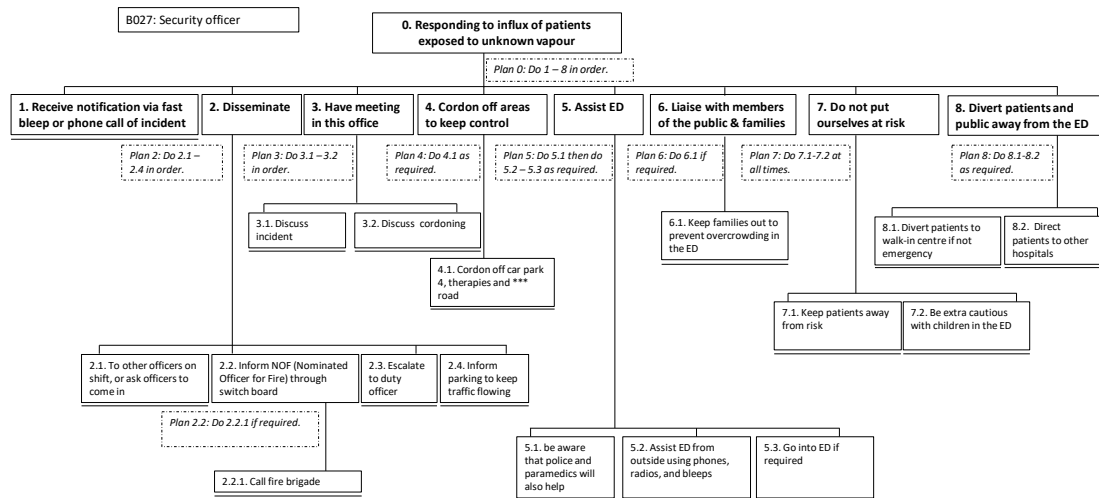 B027: Security officer
0. Responding to influx of patients
exposed to unknown vapour
Plan 0: Do 1 – 8 in order.
1. Receive notification via fast
bleep or phone call of incident
2. Disseminate
3. Have meeting
in this office
4. Cordon off areas
to keep control
5. Assist ED
6. Liaise with members
of the public & families
7. Do not put
ourselves at risk
8. Divert patients and
public away from the ED
Plan 2: Do 2.1 –
2.4 in order.
Plan 3: Do 3.1 – 3.2
in order.
Plan 4: Do 4.1 as
required.
Plan 5: Do 5.1 then do
5.2 – 5.3 as required.
Plan 6: Do 6.1 if
required.
Plan 7: Do 7.1-7.2 at
all times.
Plan 8: Do 8.1-8.2
as required.
3.1. Discuss
incident
3.2. Discuss cordoning
6.1. Keep families out to
prevent overcrowding in
the ED
8.1. Divert patients to
walk-in centre if not
emergency
8.2. Direct
patients to other
hospitals
4.1. Cordon off car park
4, therapies and ***
road
7.1. Keep patients away
from risk
7.2. Be extra cautious
with children in the ED
2.1. To other officers on
shift, or ask officers to
come in
2.2. Inform NOF (Nominated
Officer for Fire) through
switch board
2.3. Escalate
to duty
officer
2.4. Inform
parking to keep
traffic flowing
Plan 2.2: Do 2.2.1 if required.
2.2.1. Call fire brigade
5.1. be aware
that police and
paramedics will
also help
5.2. Assist ED from
outside using phones,
radios, and bleeps
5.3. Go into ED if
required